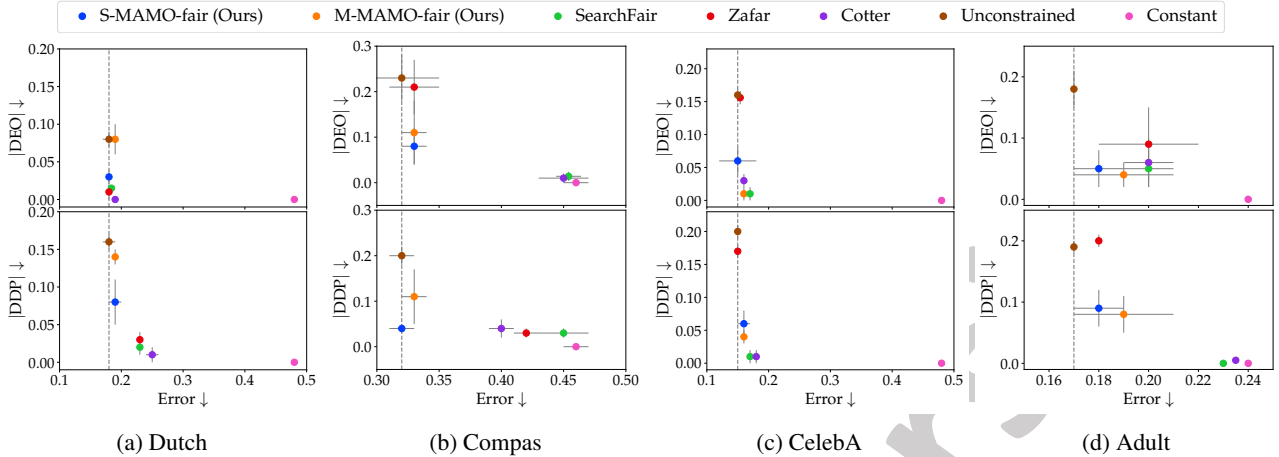 S-MAMO-fair (Ours) M-MAMO-fair (Ours) SearchFair Zafar Cotter Unconstrained Constant
0.20
0.15
0.10
0.05
0.00
|DEO| ↓
0.3
0.2
0.1
0.0
|DEO| ↓
0.20
0.15
0.10
0.05
0.00
|DEO| ↓
0.2
0.1
0.0
|DEO| ↓
0.20
0.15
0.10
0.05
0.00
|DDP| ↓
0.3
0.2
0.1
0.0
|DDP| ↓
0.20
0.15
0.10
0.05
0.00
|DDP| ↓
0.2
0.1
0.0
|DDP| ↓
0.1 0.2 0.3 0.4 0.5
0.30 0.35 0.40 0.45 0.50
0.1 0.2 0.3 0.4 0.5
0.16 0.18 0.20 0.22 0.24
Error ↓ Error ↓ Error ↓ Error ↓
(a) Dutch (b) Compas (c) CelebA (d) Adult